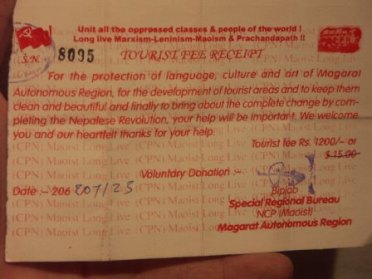 Unit all the oppressed classes & people of the world !
Long live Marxism-Leninism-Maoism & Prachandapath !!
S.N. 8095 TOURIST FEE RECEIPT
For the protection of language, culture and art of Magarat
Autonomous Region, for the development of tourist areas and to keep them
clean and beautiful and finally to bring about the complete change by com-
pleting the Nepalese Revolution, your help will be important. We welcome
you and our heartfelt thanks for your help.
Tourist fee Rs. 1200/- or
$ 15.00
Voluntary Donation :-
Date :- 206
Biplab
Special Regional Bureau
NCP (Maoist)
Magarat Autonomous Region